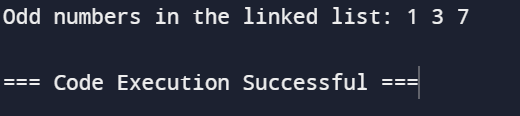 Odd numbers in the linked list: 1 3 7
=== Code Execution Successful ===